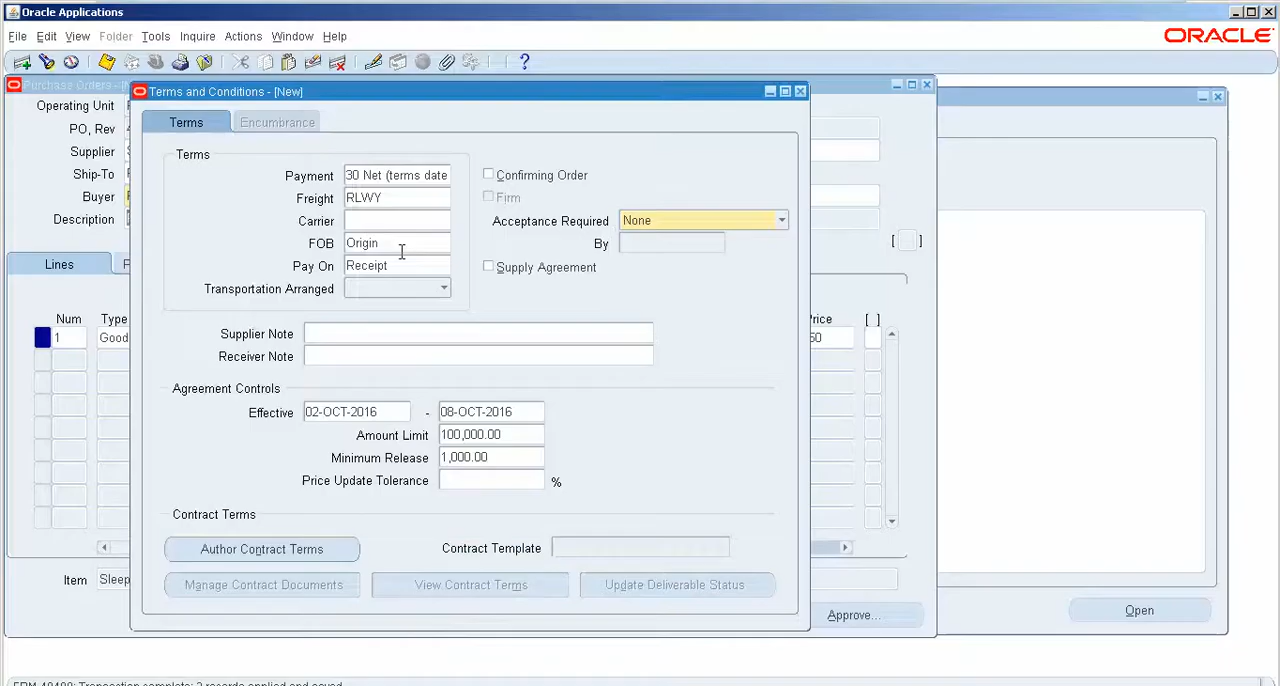 Oracle Applications
File Edit View Folder Tools Inquire Actions Window Help
ORACLE
Purchase Orders
Terms and Conditions - [New]
Operating Unit
PO, Rev
Supplier
Ship-To
Buyer
Description
Terms Encumbrance
Terms
Payment 30 Net (terms date
Confirming Order
Freight RLWY
Firm
Carrier
Acceptance Required None
FOB Origin
By
[ ]
Pay On Receipt
Supply Agreement
Transportation Arranged
Lines
Num Type
Price [ ]
1 Good
50
Supplier Note
Receiver Note
Agreement Controls
Effective 02-OCT-2016 - 08-OCT-2016
Amount Limit 100,000.00
Minimum Release 1,000.00
Price Update Tolerance %
Contract Terms
Author Contract Terms
Contract Template
Item Sleep
Manage Contract Documents View Contract Terms Update Deliverable Status
Approve...
Open